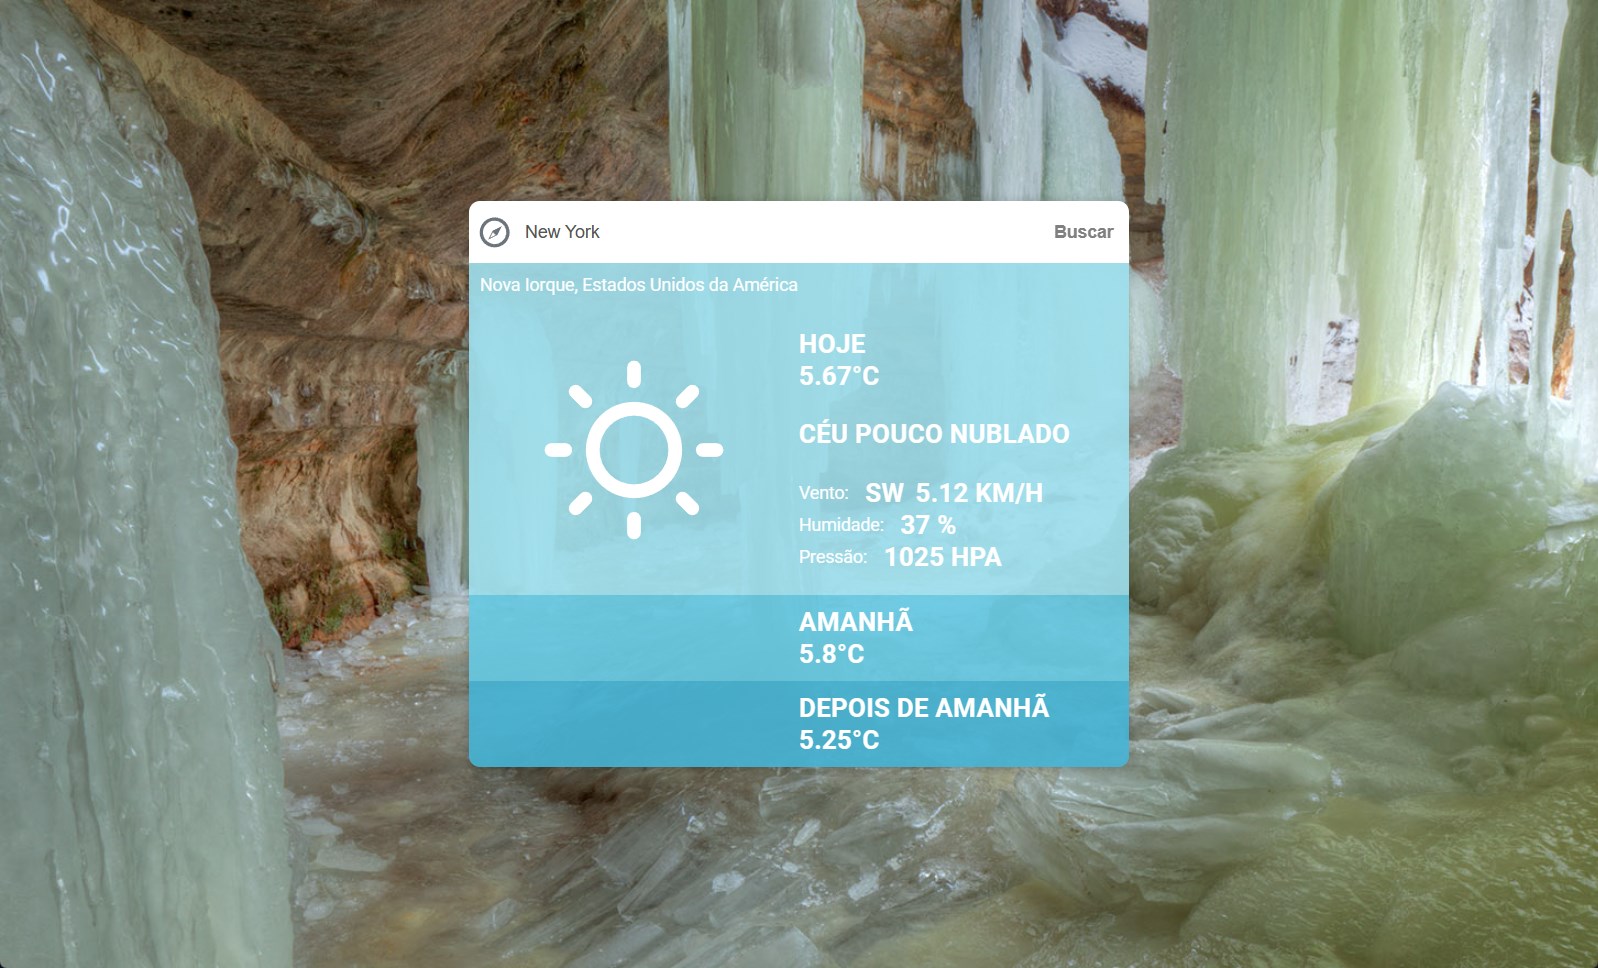 New York
Buscar
Nova Iorque, Estados Unidos da América
HOJE
5.67°C
CÉU POUCO NUBLADO
Vento: SW 5.12 KM/H
Humidade: 37 %
Pressão: 1025 HPA
AMANHÃ
5.8°C
DEPOIS DE AMANHÃ
5.25°C